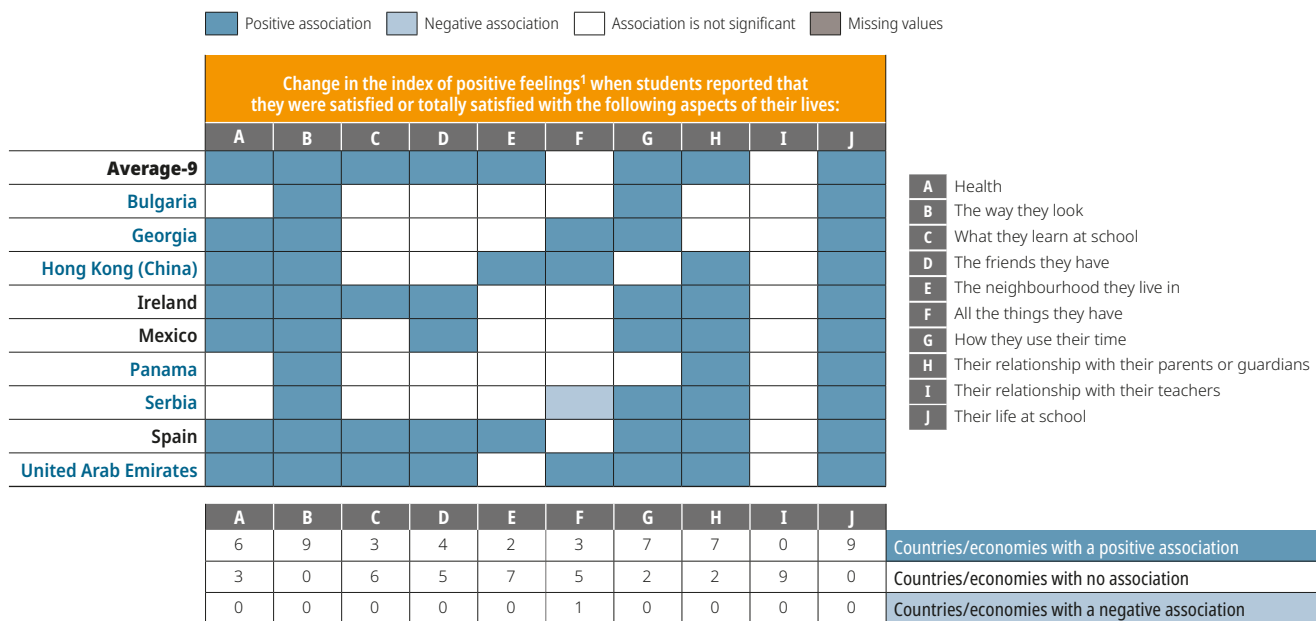 Positive association Negative association Association is not significant Missing values
Change in the index of positive feelings¹ when students reported that
they were satisfied or totally satisfied with the following aspects of their lives:
A B C D E F G H I J
Average-9
Bulgaria
Georgia
Hong Kong (China)
Ireland
Mexico
Panama
Serbia
Spain
United Arab Emirates
A Health
B The way they look
C What they learn at school
D The friends they have
E The neighbourhood they live in
F All the things they have
G How they use their time
H Their relationship with their parents or guardians
I Their relationship with their teachers
J Their life at school
A B C D E F G H I J
6 9 3 4 2 3 7 7 0 9 Countries/economies with a positive association
3 0 6 5 7 5 2 2 9 0 Countries/economies with no association
0 0 0 0 0 1 0 0 0 0 Countries/economies with a negative association